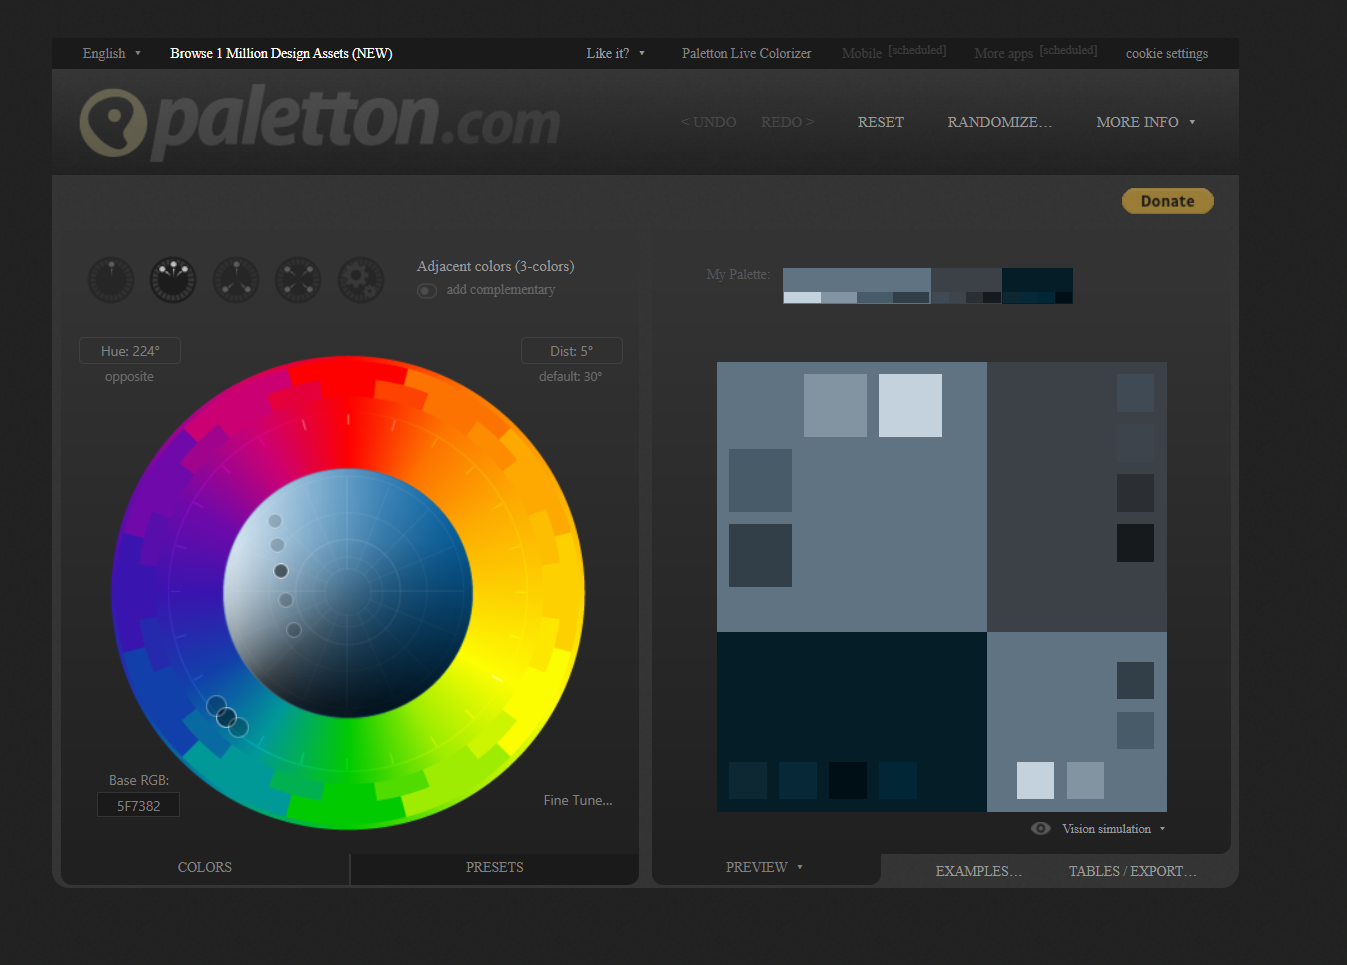 English ▼ Browse 1 Million Design Assets (NEW) Like it? ▼ Paletton Live Colorizer Mobile [scheduled] More apps [scheduled] cookie settings
paletton.com < UNDO REDO > RESET RANDOMIZE... MORE INFO ▼
Donate
Adjacent colors (3-colors)
add complementary
My Palette:
Hue: 224°
opposite
Dist: 5°
default: 30°
Base RGB:
5F7382
Fine Tune...
Vision simulation ▼
COLORS PRESETS PREVIEW ▼ EXAMPLES... TABLES / EXPORT...